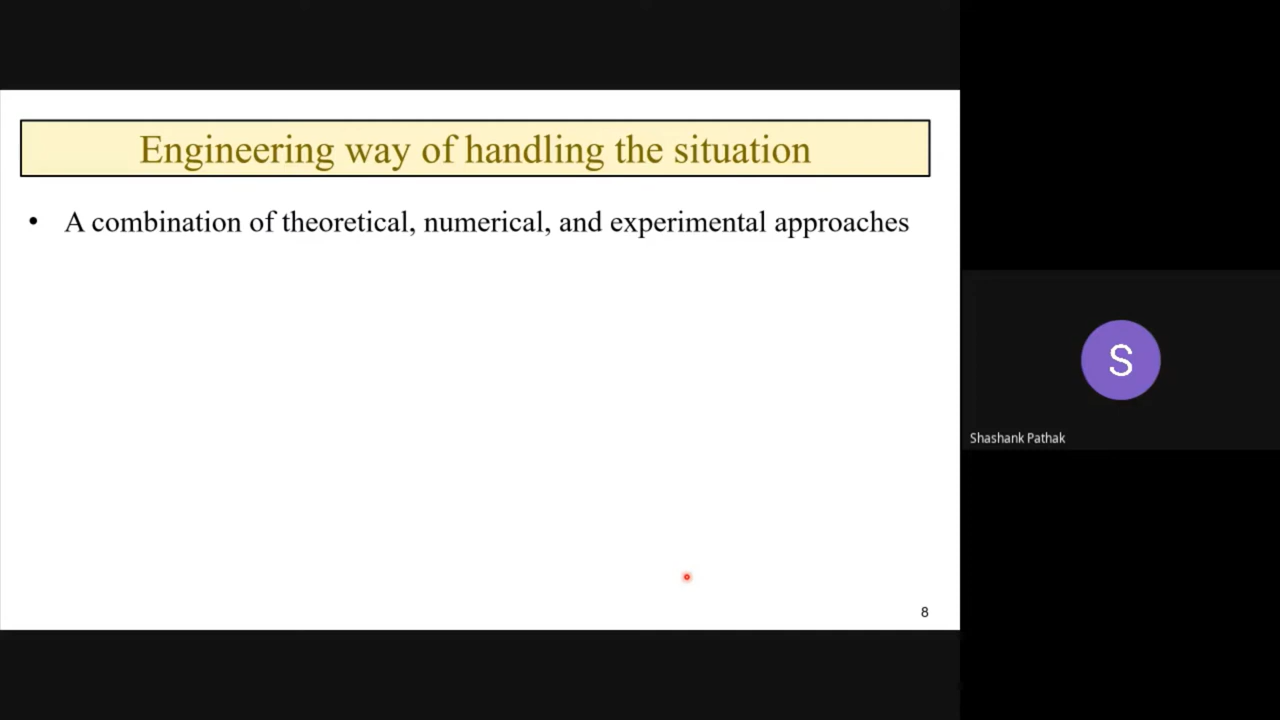 Engineering way of handling the situation
• A combination of theoretical, numerical, and experimental approaches
8
S
Shashank Pathak